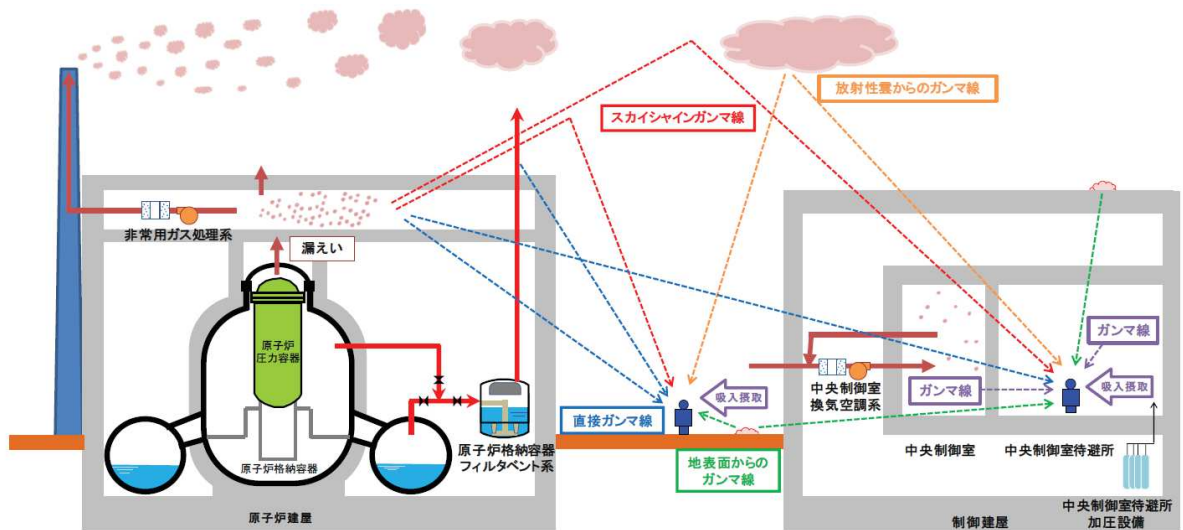 放射性雲からのガンマ線
スカイシャインガンマ線
非常用ガス処理系
漏えい
原子炉
圧力容器
原子炉格納容器
原子炉建屋
原子炉格納容器
フィルタベント系
直接ガンマ線
吸入摂取
地表面からの
ガンマ線
中央制御室
換気空調系
ガンマ線
ガンマ線
吸入摂取
中央制御室
中央制御室待避所
中央制御室待避所
加圧設備
制御建屋